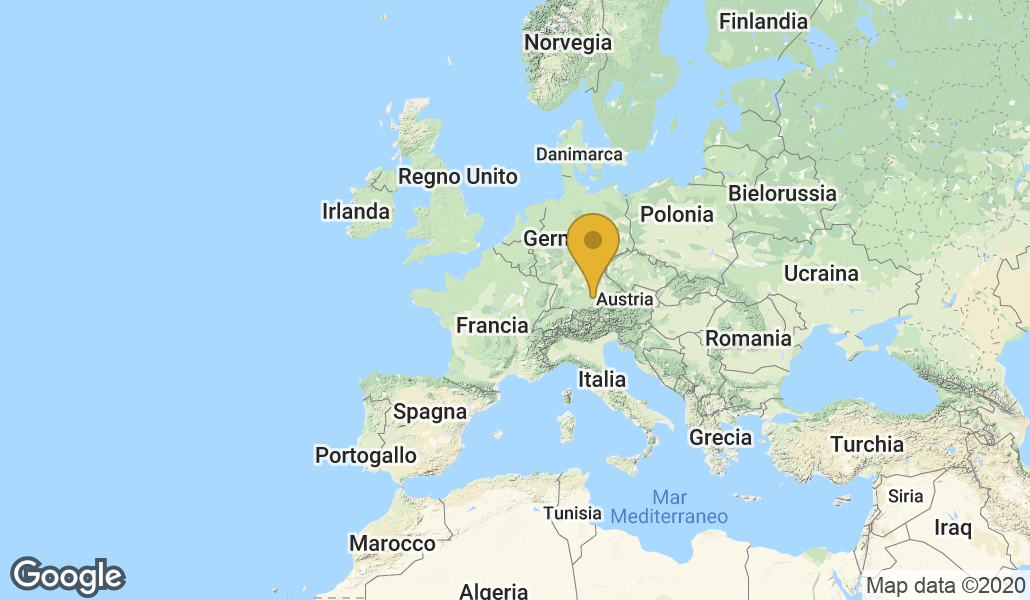 Finlandia
Norvegia
Danimarca
Regno Unito
Bielorussia
Irlanda
Polonia
Germ
Ucraina
Austria
Francia
Romania
Italia
Spagna
Grecia
Turchia
Portogallo
Mar
Mediterraneo
Siria
Tunisia
Iraq
Marocco
Algeria
Google
Map data ©2020